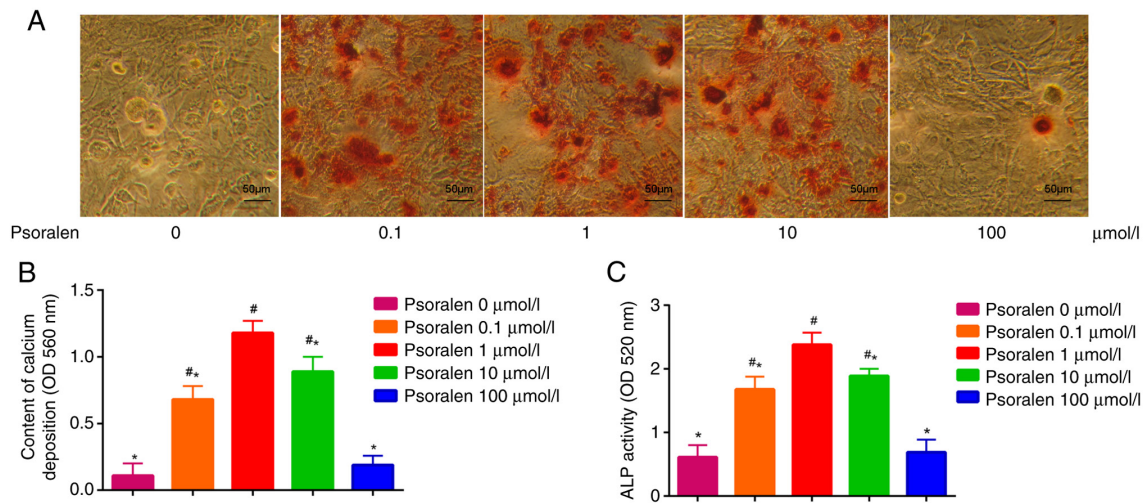 A
50μm 50μm 50μm 50μm 50μm
Psoralen 0 0.1 1 10 100 μmol/l
B
Content of calcium
deposition (OD 560 nm)
1.5
1.0
0.5
0.0
*
#*
#
#*
*
Psoralen 0 μmol/l
Psoralen 0.1 μmol/l
Psoralen 1 μmol/l
Psoralen 10 μmol/l
Psoralen 100 μmol/l
C
ALP activity (OD 520 nm)
3
2
1
0
*
#*
#
#*
*
Psoralen 0 μmol/l
Psoralen 0.1 μmol/l
Psoralen 1 μmol/l
Psoralen 10 μmol/l
Psoralen 100 μmol/l